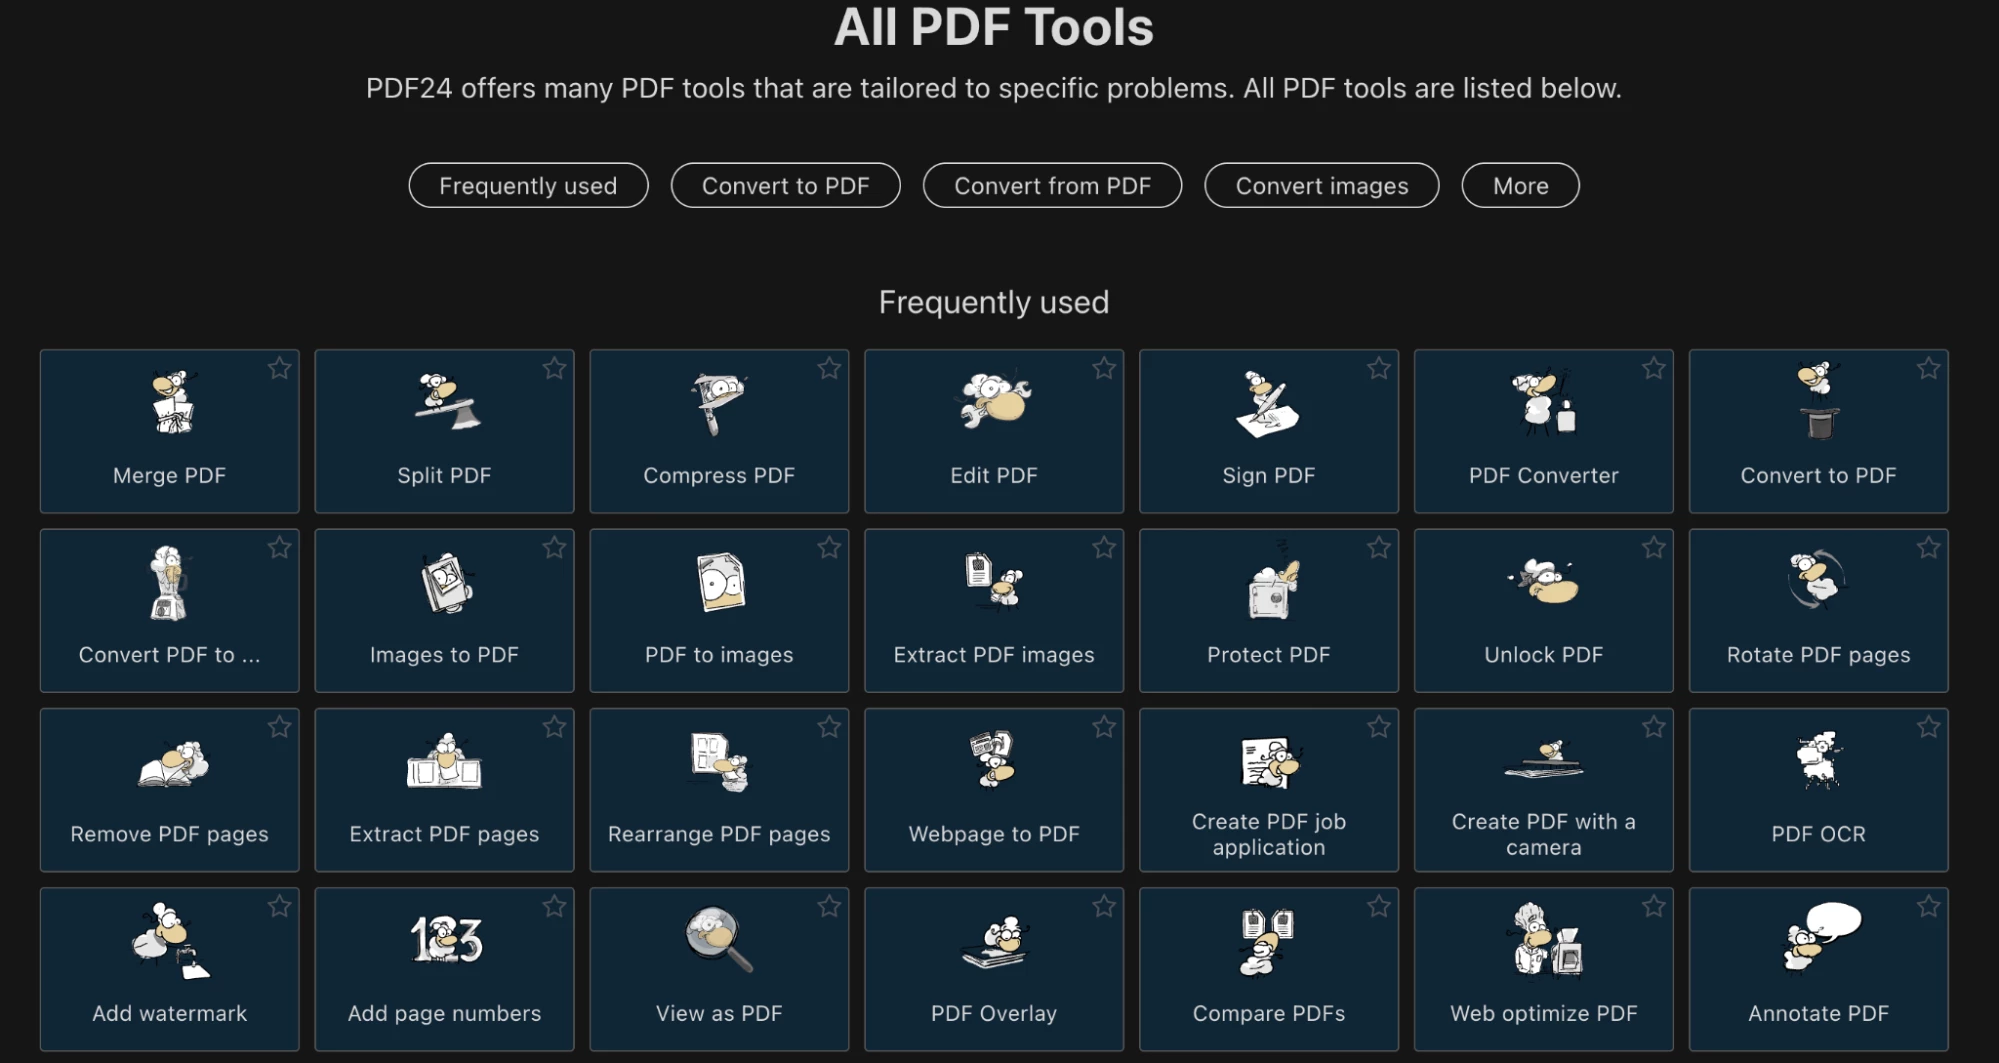 All PDF Tools
PDF24 offers many PDF tools that are tailored to specific problems. All PDF tools are listed below.
Frequently used
Convert to PDF
Convert from PDF
Convert images
More
Frequently used
Merge PDF
Split PDF
Compress PDF
Edit PDF
Sign PDF
PDF Converter
Convert to PDF
Convert PDF to ...
Images to PDF
PDF to images
Extract PDF images
Protect PDF
Unlock PDF
Rotate PDF pages
Remove PDF pages
Extract PDF pages
Rearrange PDF pages
Webpage to PDF
Create PDF job
application
Create PDF with a
camera
PDF OCR
123
Add watermark
Add page numbers
View as PDF
PDF Overlay
Compare PDFs
Web optimize PDF
Annotate PDF